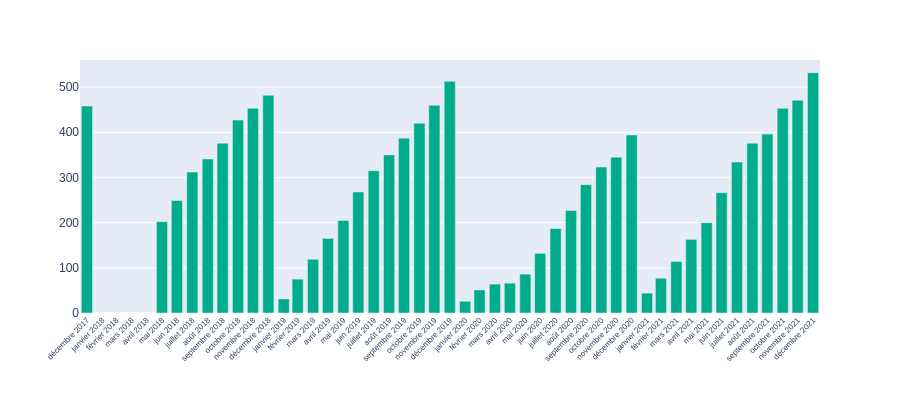 500
400
300
200
100
0
décembre 2017
janvier 2018
février 2018
mars 2018
avril 2018
mai 2018
juin 2018
juillet 2018
août 2018
septembre 2018
octobre 2018
novembre 2018
décembre 2018
janvier 2019
février 2019
mars 2019
avril 2019
mai 2019
juin 2019
juillet 2019
août 2019
septembre 2019
octobre 2019
novembre 2019
décembre 2019
janvier 2020
février 2020
mars 2020
avril 2020
mai 2020
juin 2020
juillet 2020
août 2020
septembre 2020
octobre 2020
novembre 2020
décembre 2020
janvier 2021
février 2021
mars 2021
avril 2021
mai 2021
juin 2021
juillet 2021
août 2021
septembre 2021
octobre 2021
novembre 2021
décembre 2021